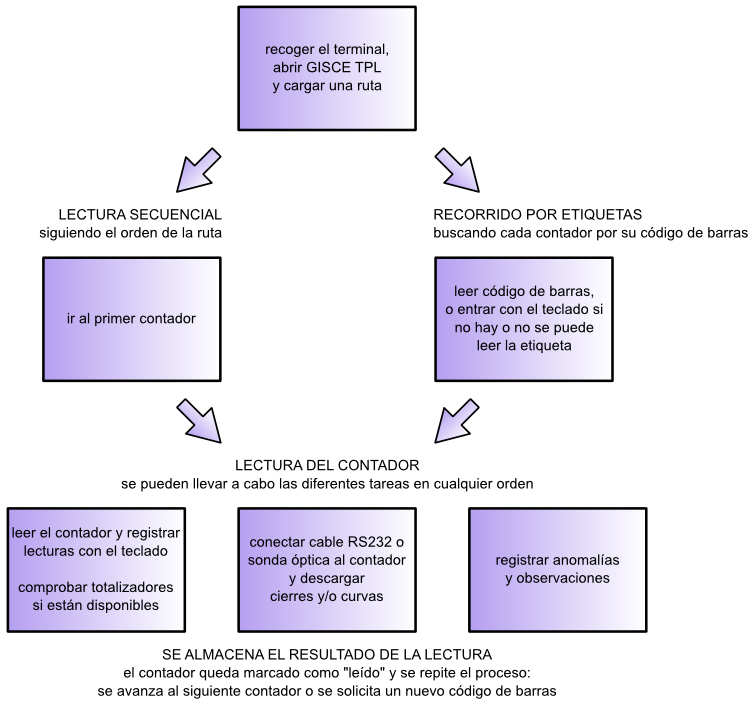 recoger el terminal,
abrir GISCE TPL
y cargar una ruta
LECTURA SECUENCIAL
siguiendo el orden de la ruta
RECORRIDO POR ETIQUETAS
buscando cada contador por su código de barras
ir al primer contador
leer código de barras,
o entrar con el teclado si
no hay o no se puede
leer la etiqueta
LECTURA DEL CONTADOR
se pueden llevar a cabo las diferentes tareas en cualquier orden
leer el contador y registrar
lecturas con el teclado
comprobar totalizadores
si están disponibles
conectar cable RS232 o
sonda óptica al contador
y descargar
cierres y/o curvas
registrar anomalías
y observaciones
SE ALMACENA EL RESULTADO DE LA LECTURA
el contador queda marcado como "leído" y se repite el proceso:
se avanza al siguiente contador o se solicita un nuevo código de barras